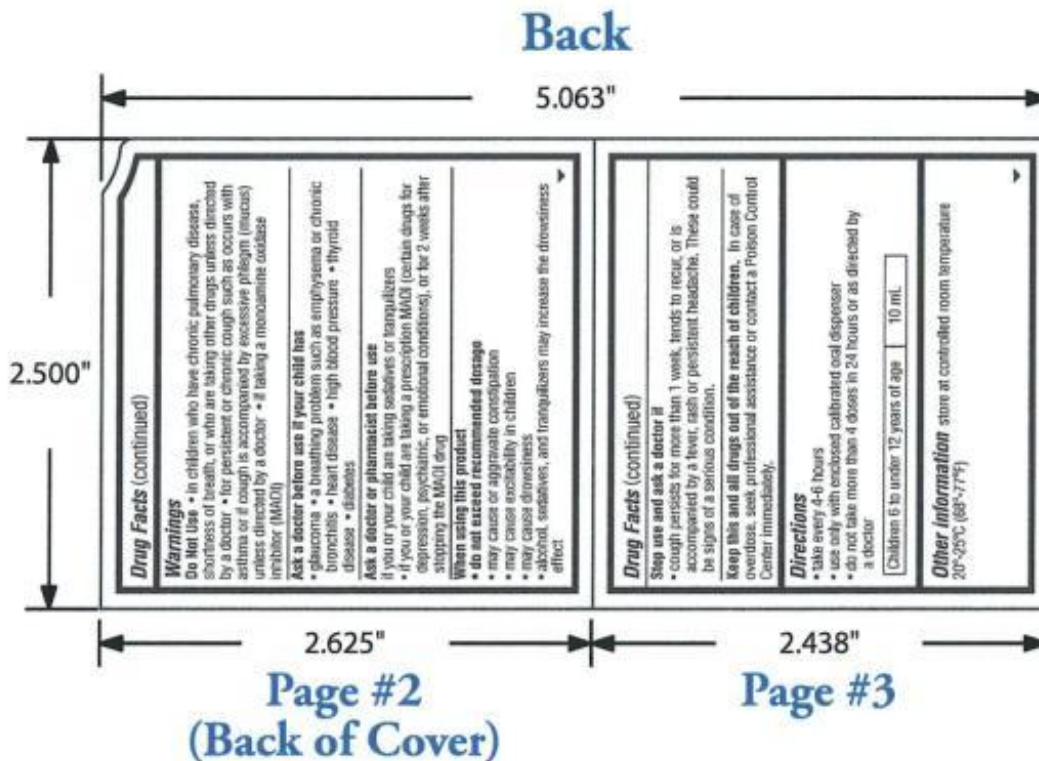 Back
5.063"
2.500"
Drug Facts (continued)
Warnings
Do Not Use • in children who have chronic pulmonary disease,
shortness of breath, or who are taking other drugs unless directed
by a doctor • for persistent or chronic cough such as occurs with
asthma or if cough is accompanied by excessive phlegm (mucus)
unless directed by a doctor • if taking a monoamine oxidase
inhibitor (MAOI)
Ask a doctor before use if your child has
• glaucoma • a breathing problem such as emphysema or chronic
bronchitis • heart disease • high blood pressure • thyroid
disease • diabetes
Ask a doctor or pharmacist before use
if you or your child are taking sedatives or tranquilizers
• if you or your child are taking a prescription MAOI (certain drugs for
depression, psychiatric, or emotional conditions), or for 2 weeks after
stopping the MAOI drug
When using this product
• do not exceed recommended dosage
• may cause or aggravate constipation
• may cause excitability in children
• may cause drowsiness
• alcohol, sedatives, and tranquilizers may increase the drowsiness
effect
Drug Facts (continued)
Stop use and ask a doctor if
• cough persists for more than 1 week, tends to recur, or is
accompanied by a fever, rash or persistent headache. These could
be signs of a serious condition.
Keep this and all drugs out of the reach of children. In case of
overdose, seek professional assistance or contact a Poison Control
Center immediately.
Directions
• take every 4-6 hours
• use only with enclosed calibrated oral dispenser
• do not take more than 4 doses in 24 hours or as directed by
a doctor
Children 6 to under 12 years of age 10 mL
Other information store at controlled room temperature
20°-25°C (68°-77°F)
2.625"
2.438"
Page #2
(Back of Cover)
Page #3